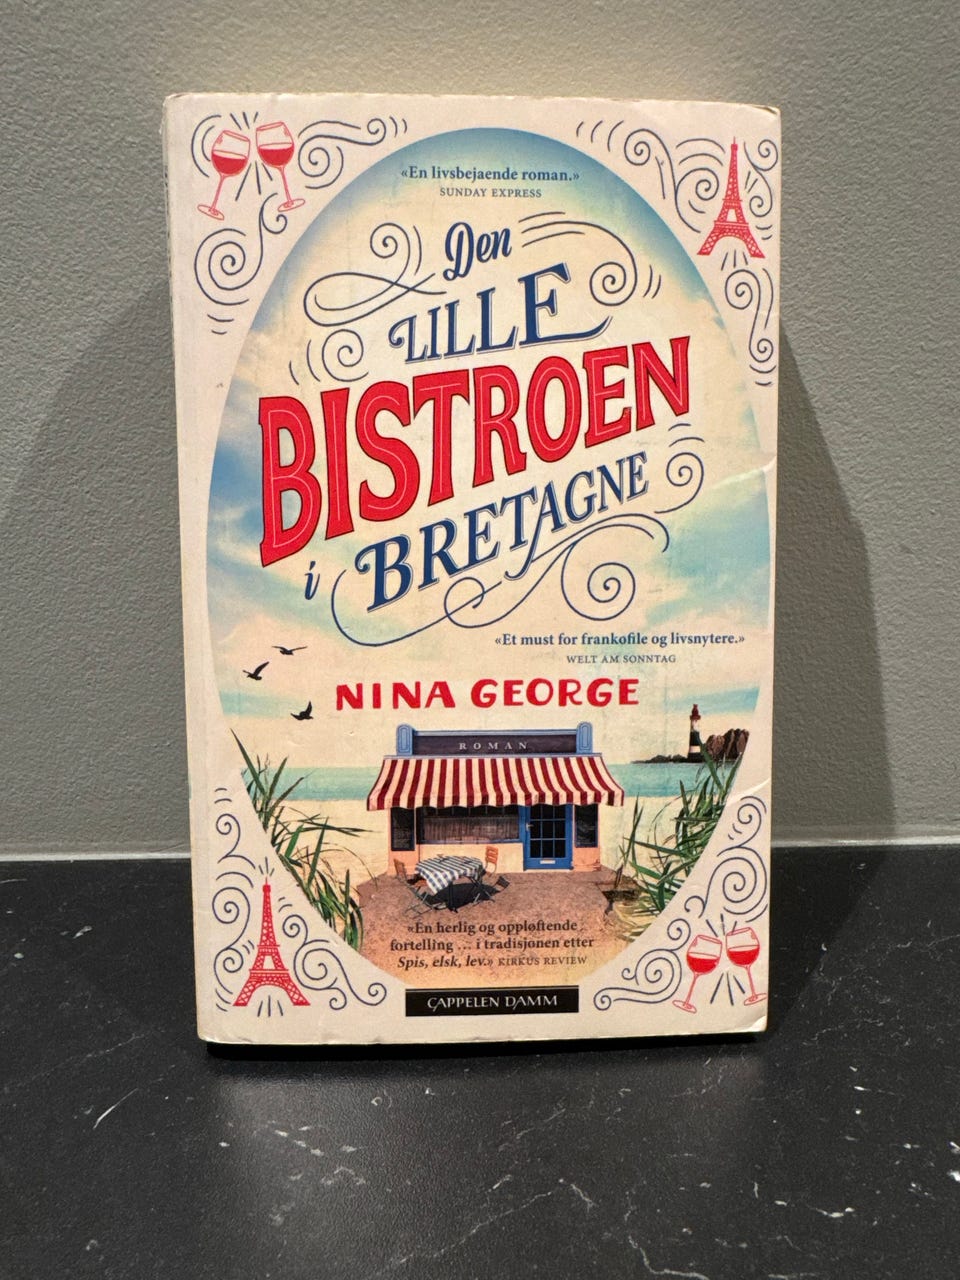 «En livsbejaende roman.»
SUNDAY EXPRESS
Den
LILLE
BISTROEN
i BRETAGNE
«Et must for frankofile og livsnytere.»
WELT AM SONNTAG
NINA GEORGE
ROMAN
«En herlig og oppløftende
fortelling ... i tradisjonen etter
Spis, elsk, lev.» KIRKUS REVIEW
CAPPELEN DAMM